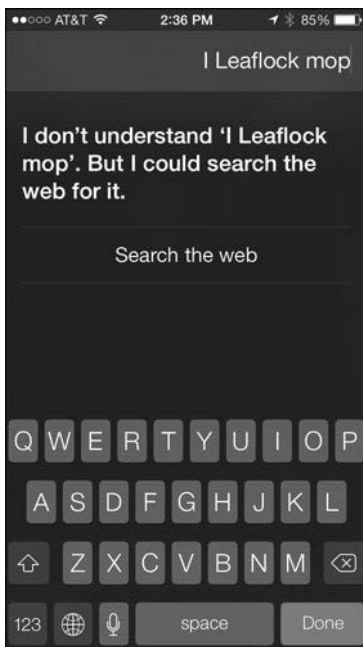 AT&T 2:36 PM 85%
I Leaflock mop
I don't understand 'I Leaflock
mop'. But I could search the
web for it.
Search the web
Q W E R T Y U I O P
A S D F G H J K L
Z X C V B N M
123 space Done